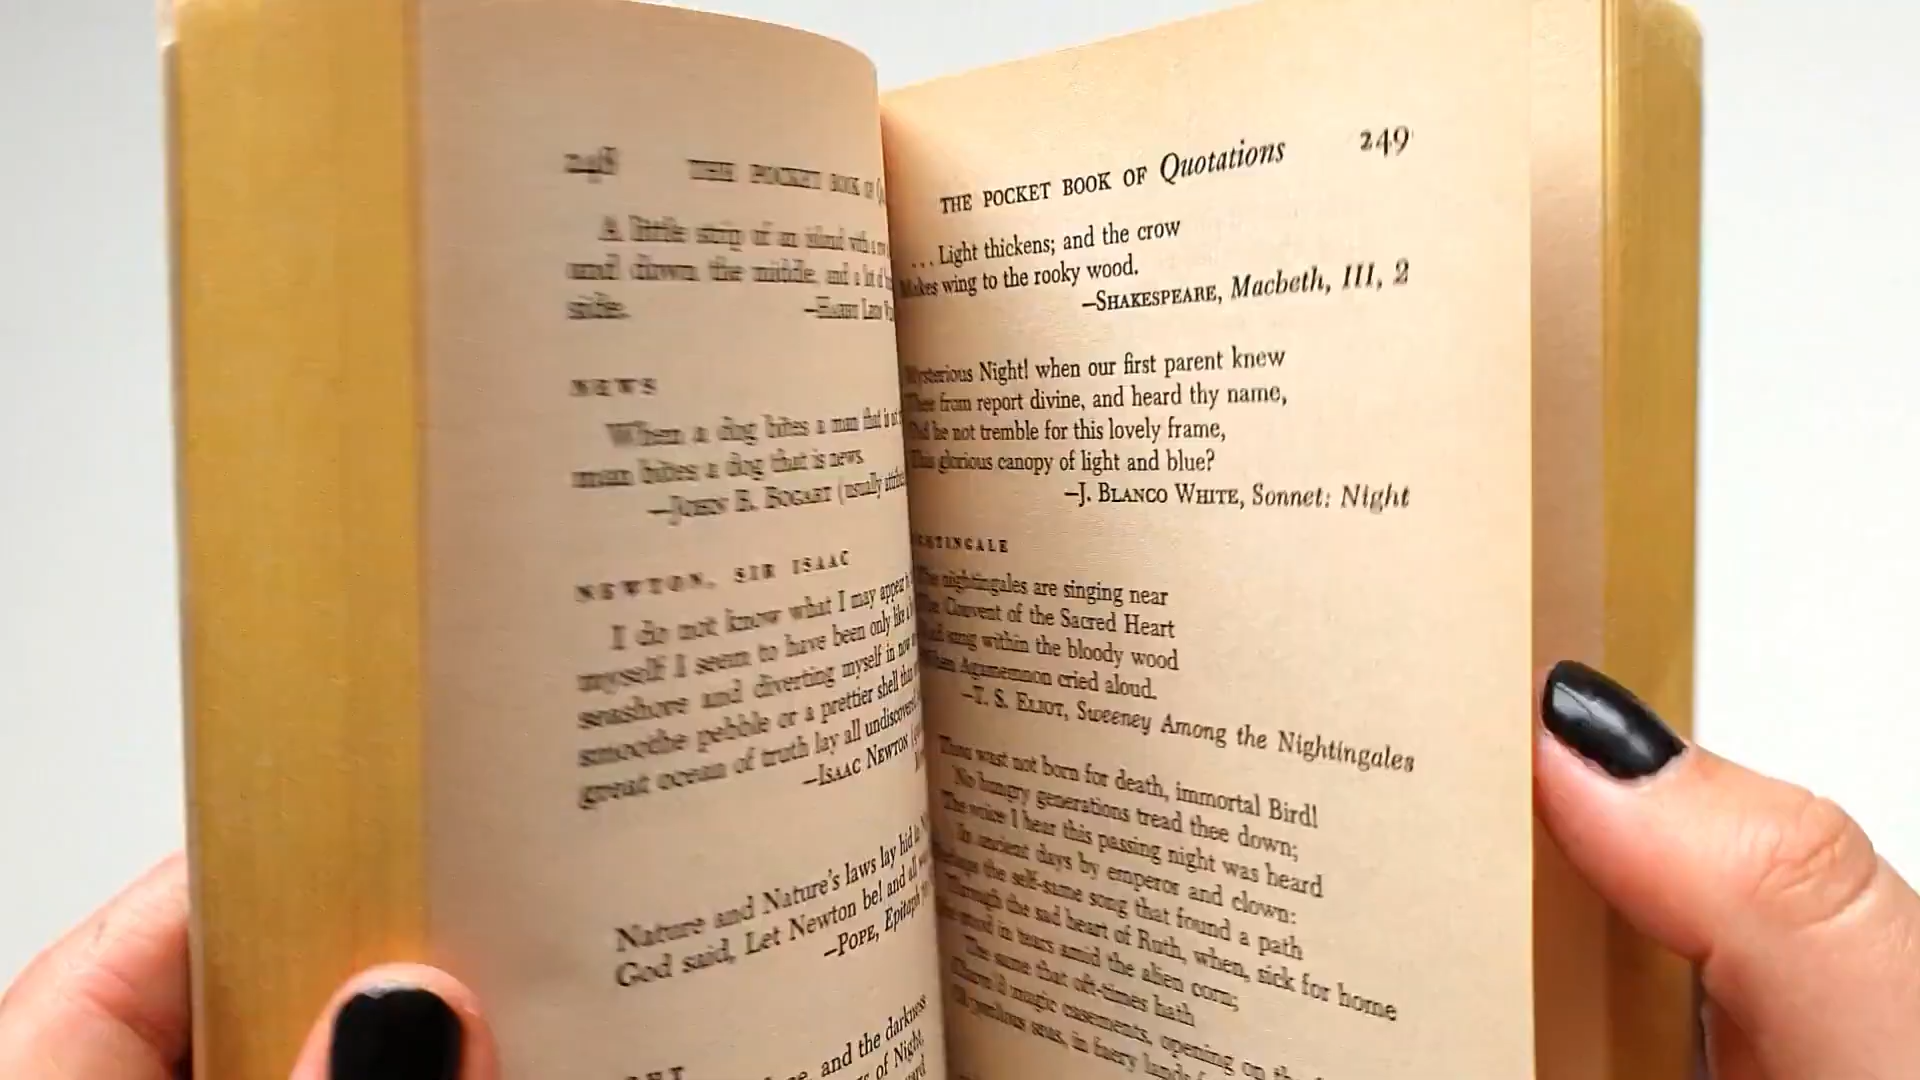 248 THE POCKET BOOK OF
A little strip of an island with a
and down the middle, and a lot of
side.
NEWS
When a dog bites a man that is
man bites a dog that is news.
—JOHN B. BOGART (usually
NEWTON, SIR ISAAC
I do not know what I may appear
myself I seem to have been only like a
seashore and diverting myself in now
smoothe pebble or a prettier shell
great ocean of truth lay all undiscovered
—ISAAC NEWTON
Nature and Nature's laws lay hid in
God said, Let Newton be! and all
—POPE, Epitaph
and the darkness
of Night,
THE POCKET BOOK OF Quotations 249
... Light thickens; and the crow
Makes wing to the rooky wood.
—SHAKESPEARE, Macbeth, III, 2
Mysterious Night! when our first parent knew
Thee from report divine, and heard thy name,
Did he not tremble for this lovely frame,
This glorious canopy of light and blue?
—J. BLANCO WHITE, Sonnet: Night
NIGHTINGALE
The nightingales are singing near
The Convent of the Sacred Heart
And sang within the bloody wood
When Agamemnon cried aloud.
—T. S. ELIOT, Sweeney Among the Nightingales
Thou wast not born for death, immortal Bird!
No hungry generations tread thee down;
The voice I hear this passing night was heard
In ancient days by emperor and clown:
Perhaps the self-same song that found a path
Through the sad heart of Ruth, when, sick for home
She stood in tears amid the alien corn;
The same that oft-times hath
Charm'd magic casements, opening on the
Of perilous seas, in faery lands